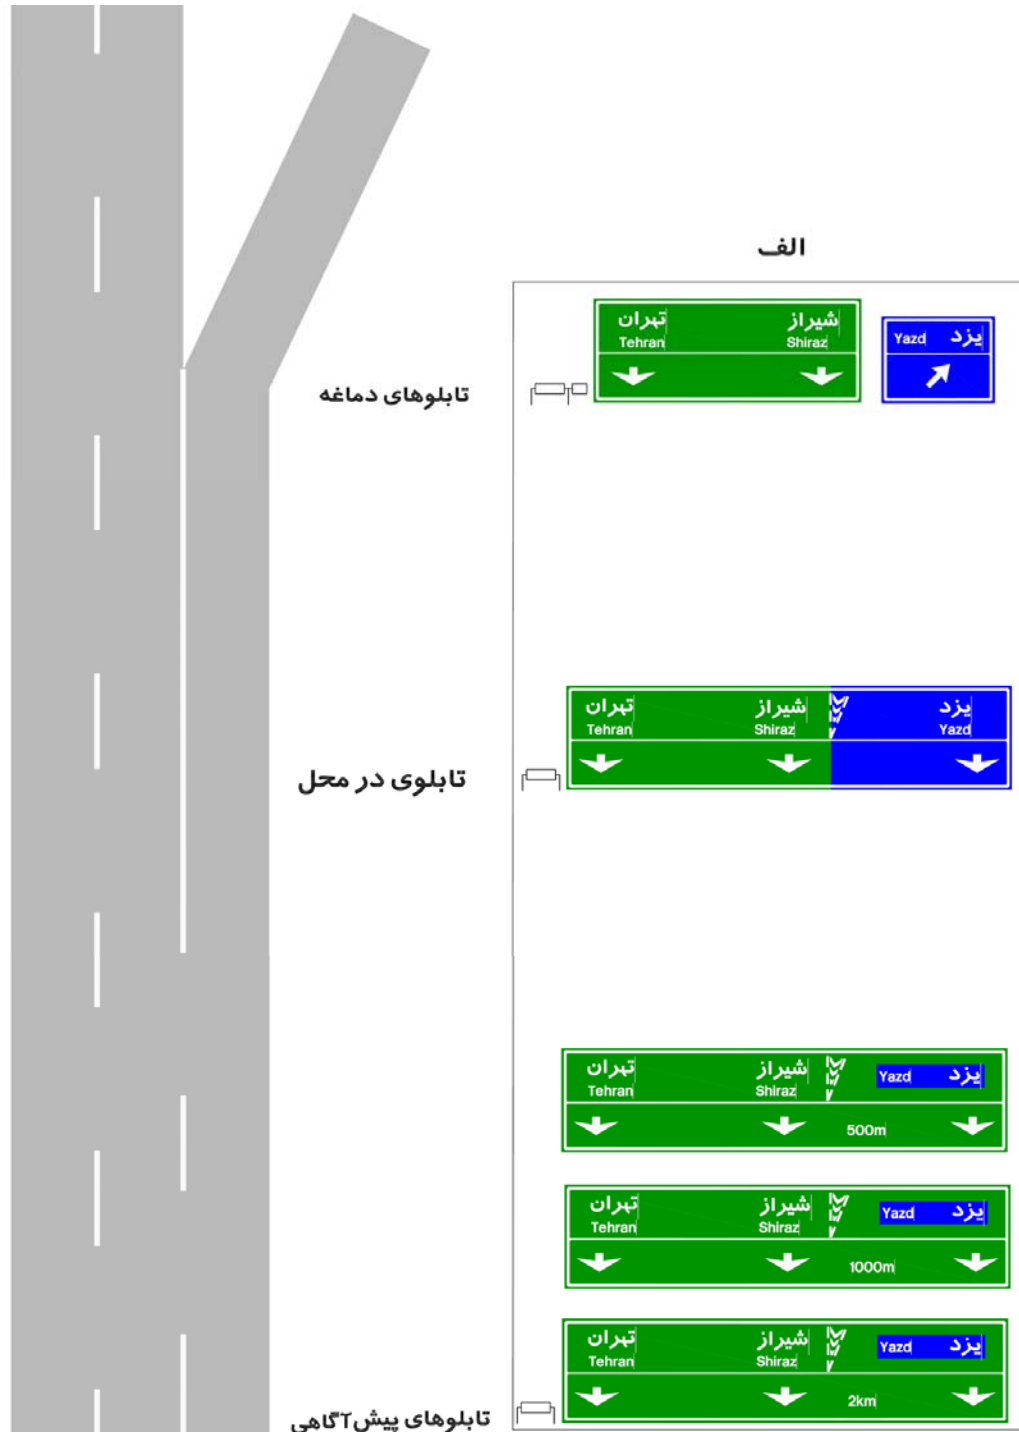 الف
تهران
شیراز
Tehran
Shiraz
یزد
Yazd
تابلوهای دماغه
تهران
شیراز
یزد
Tehran
Shiraz
Yazd
تابلوی در محل
تهران
شیراز
یزد
Yazd
Tehran
Shiraz
500m
تهران
شیراز
یزد
Yazd
Tehran
Shiraz
1000m
تهران
شیراز
یزد
Yazd
Tehran
Shiraz
2km
تابلوهای پیش‌آگاهی